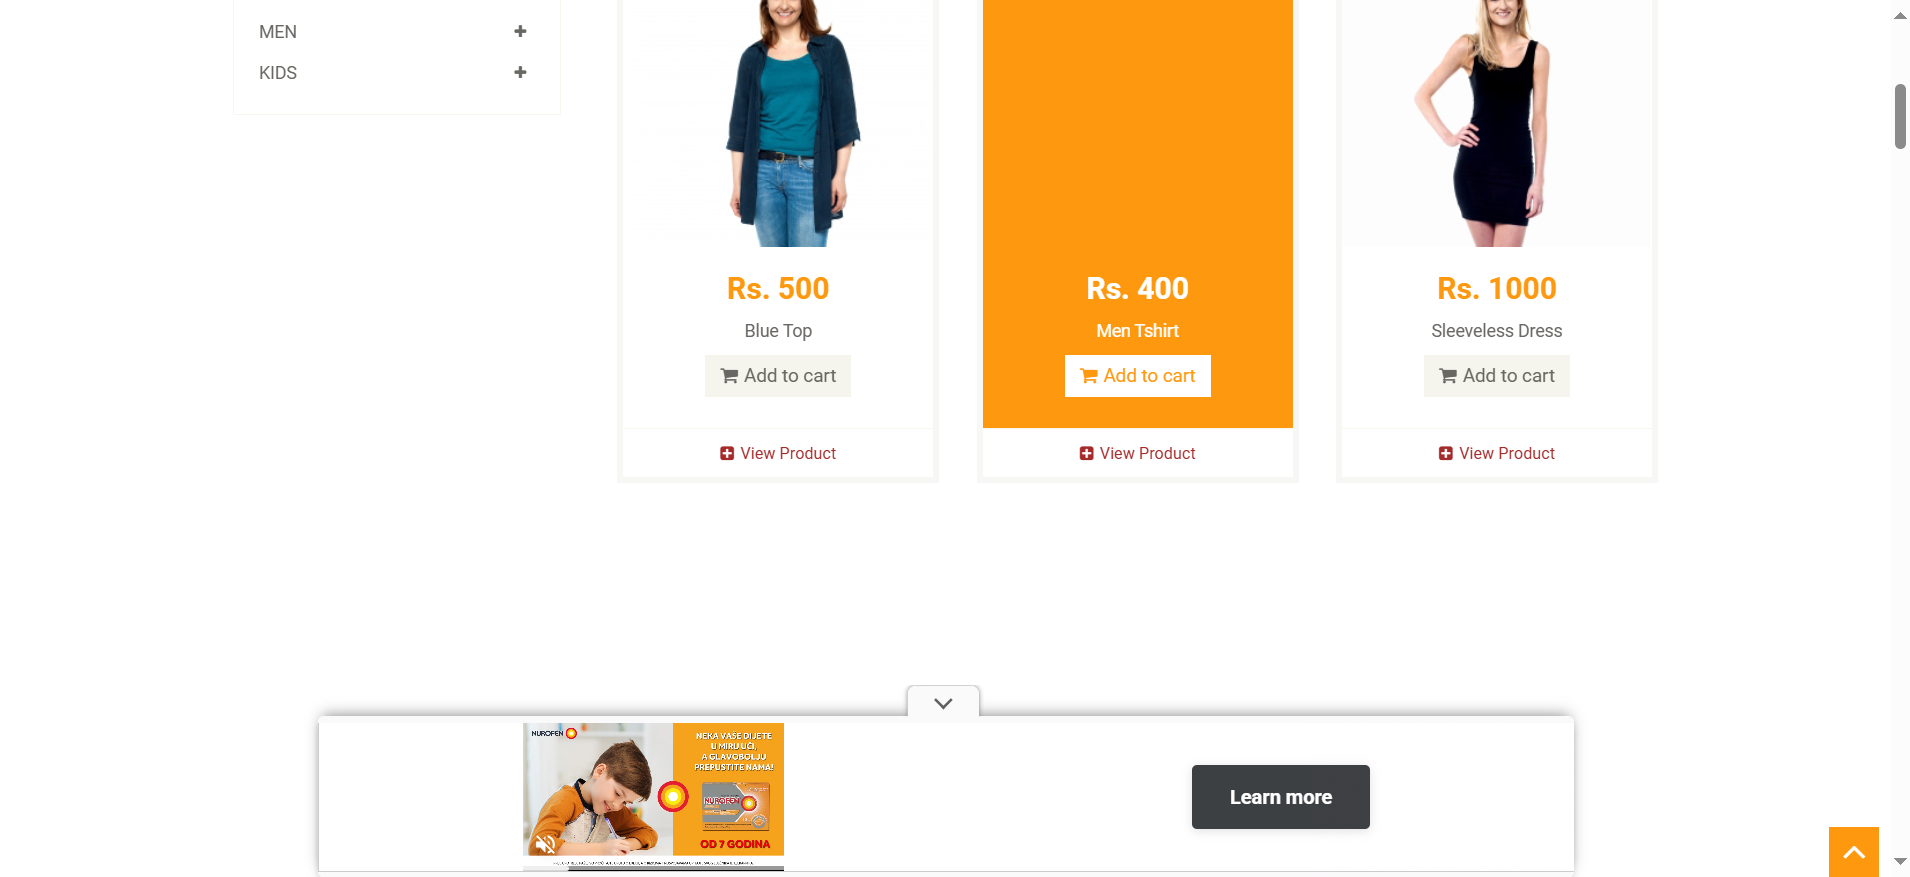 MEN
KIDS
Rs. 500
Blue Top
Add to cart
View Product
Rs. 400
Men Tshirt
Add to cart
View Product
Rs. 1000
Sleeveless Dress
Add to cart
View Product
NUROFEN
NEKA VAŠE DIJETE
U MIRU UČI,
A GLAVOBOLJU
PREPUSTITE NAMA!
NUROFEN
OD 7 GODINA
Learn more